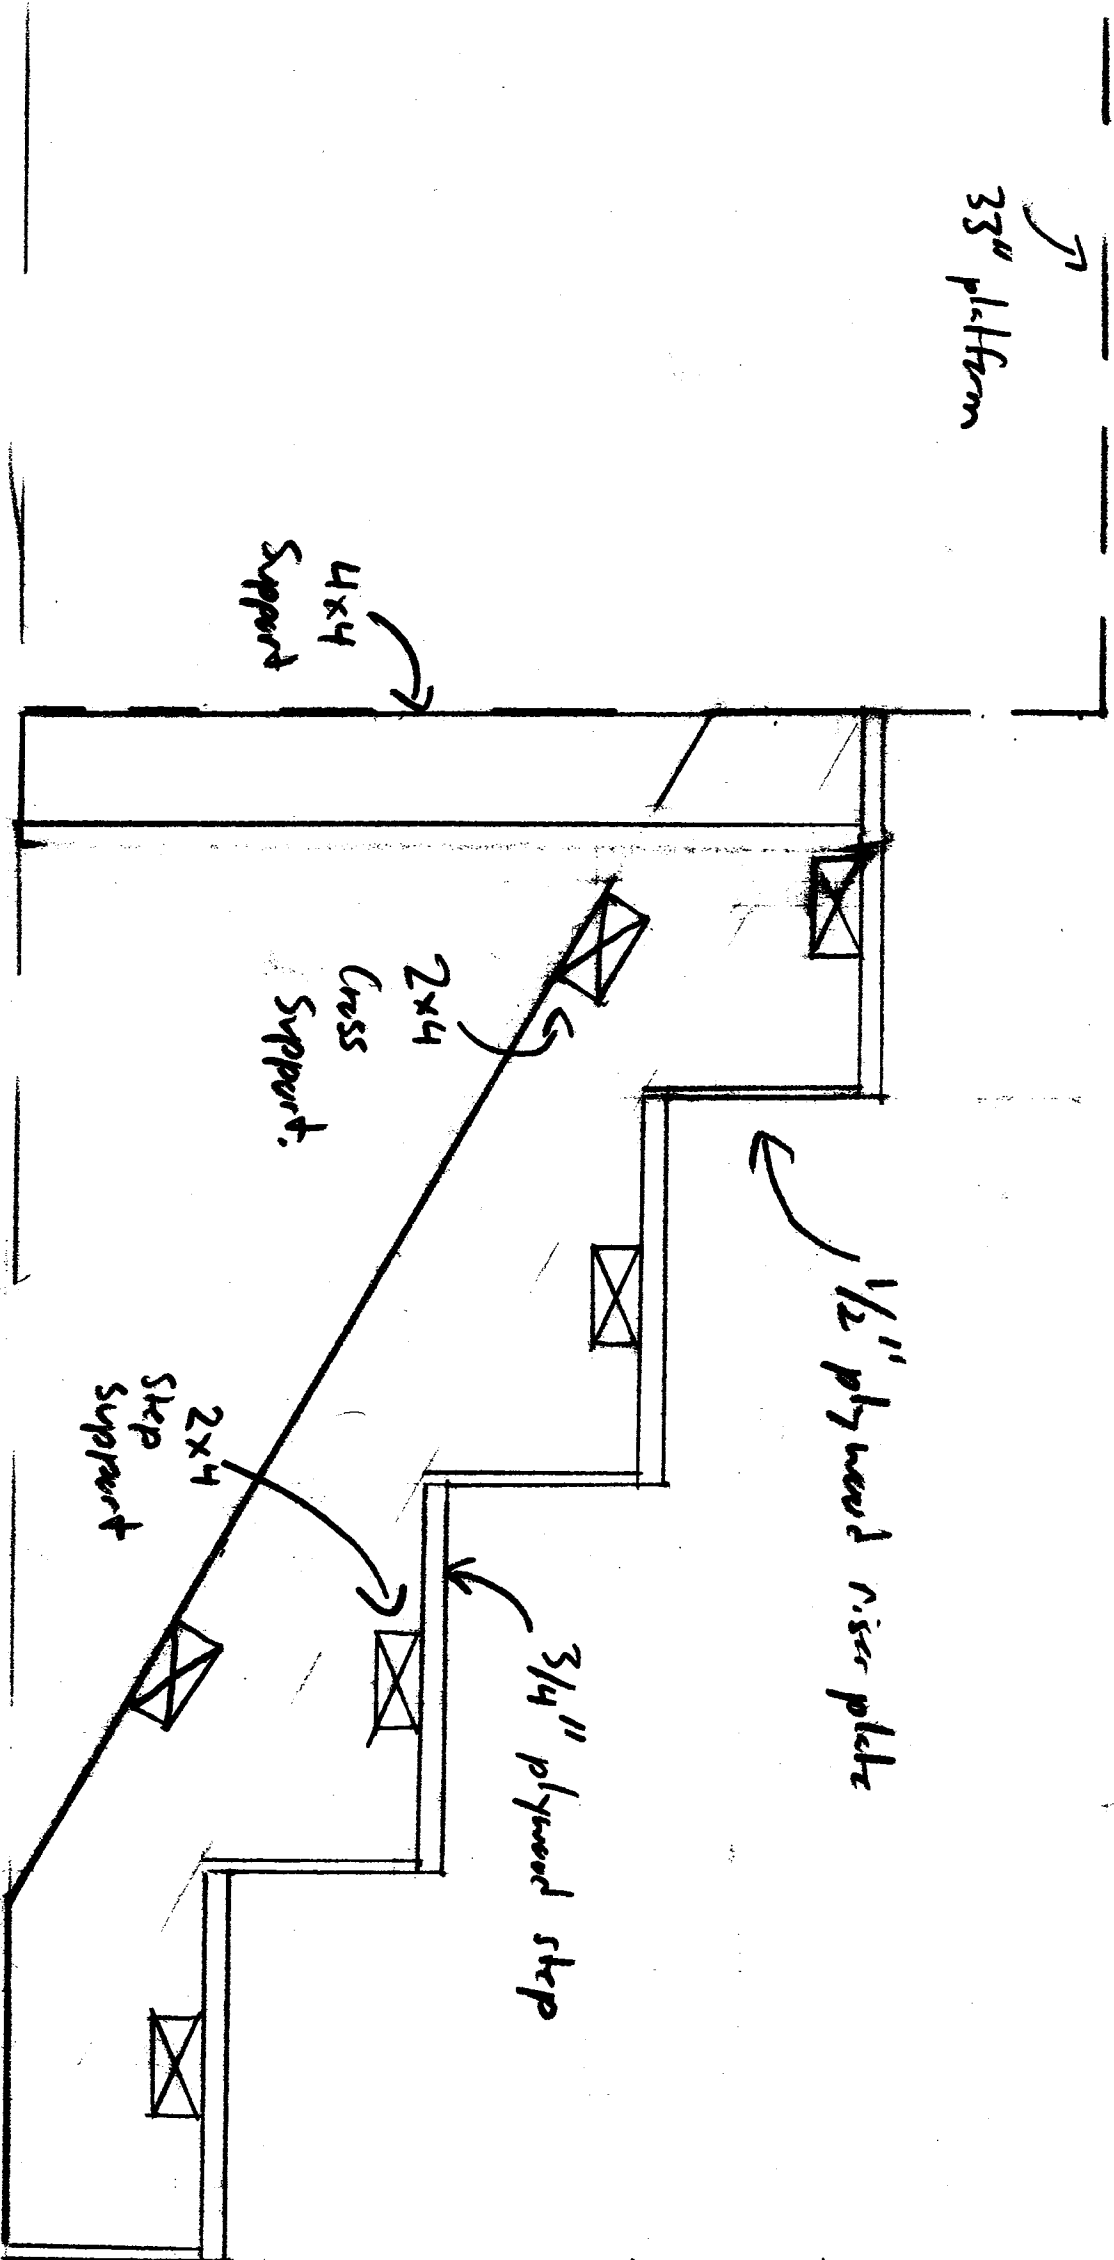 33" platform
1/2" plywood riser plate
4x4
Support
2x4
Cross
Support.
3/4" plywood step
2x4
Step
Support